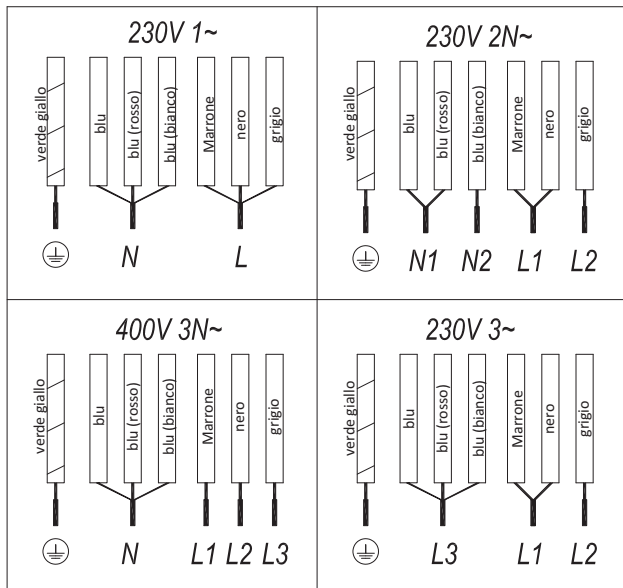 230V 1~
verde giallo
blu
blu (rosso)
blu (bianco)
Marrone
nero
grigio
N L
230V 2N~
verde giallo
blu
blu (rosso)
blu (bianco)
Marrone
nero
grigio
N1 N2 L1 L2
400V 3N~
verde giallo
blu
blu (rosso)
blu (bianco)
Marrone
nero
grigio
N L1 L2 L3
230V 3~
verde giallo
blu
blu (rosso)
blu (bianco)
Marrone
nero
grigio
L3 L1 L2